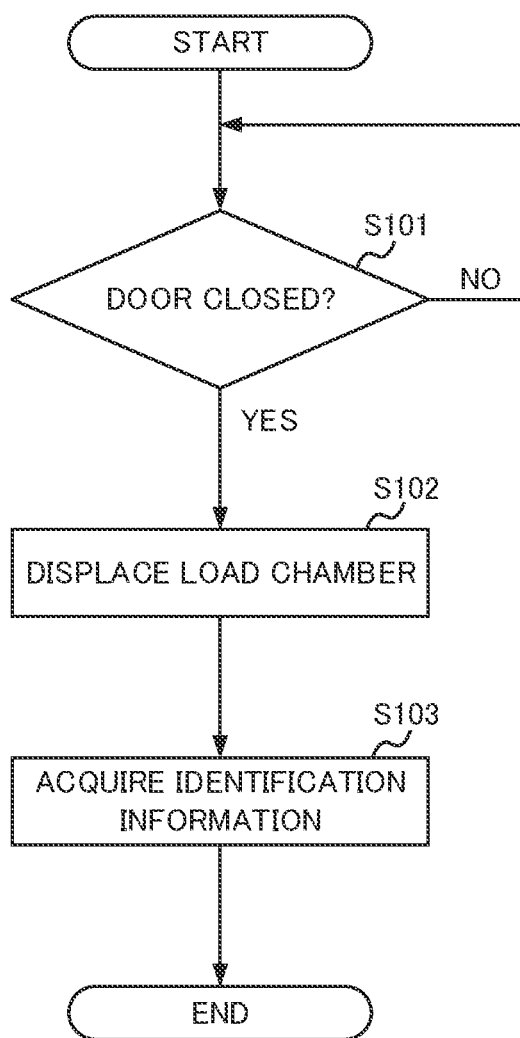 START
S101
DOOR CLOSED?
NO
YES
S102
DISPLACE LOAD CHAMBER
S103
ACQUIRE IDENTIFICATION
INFORMATION
END